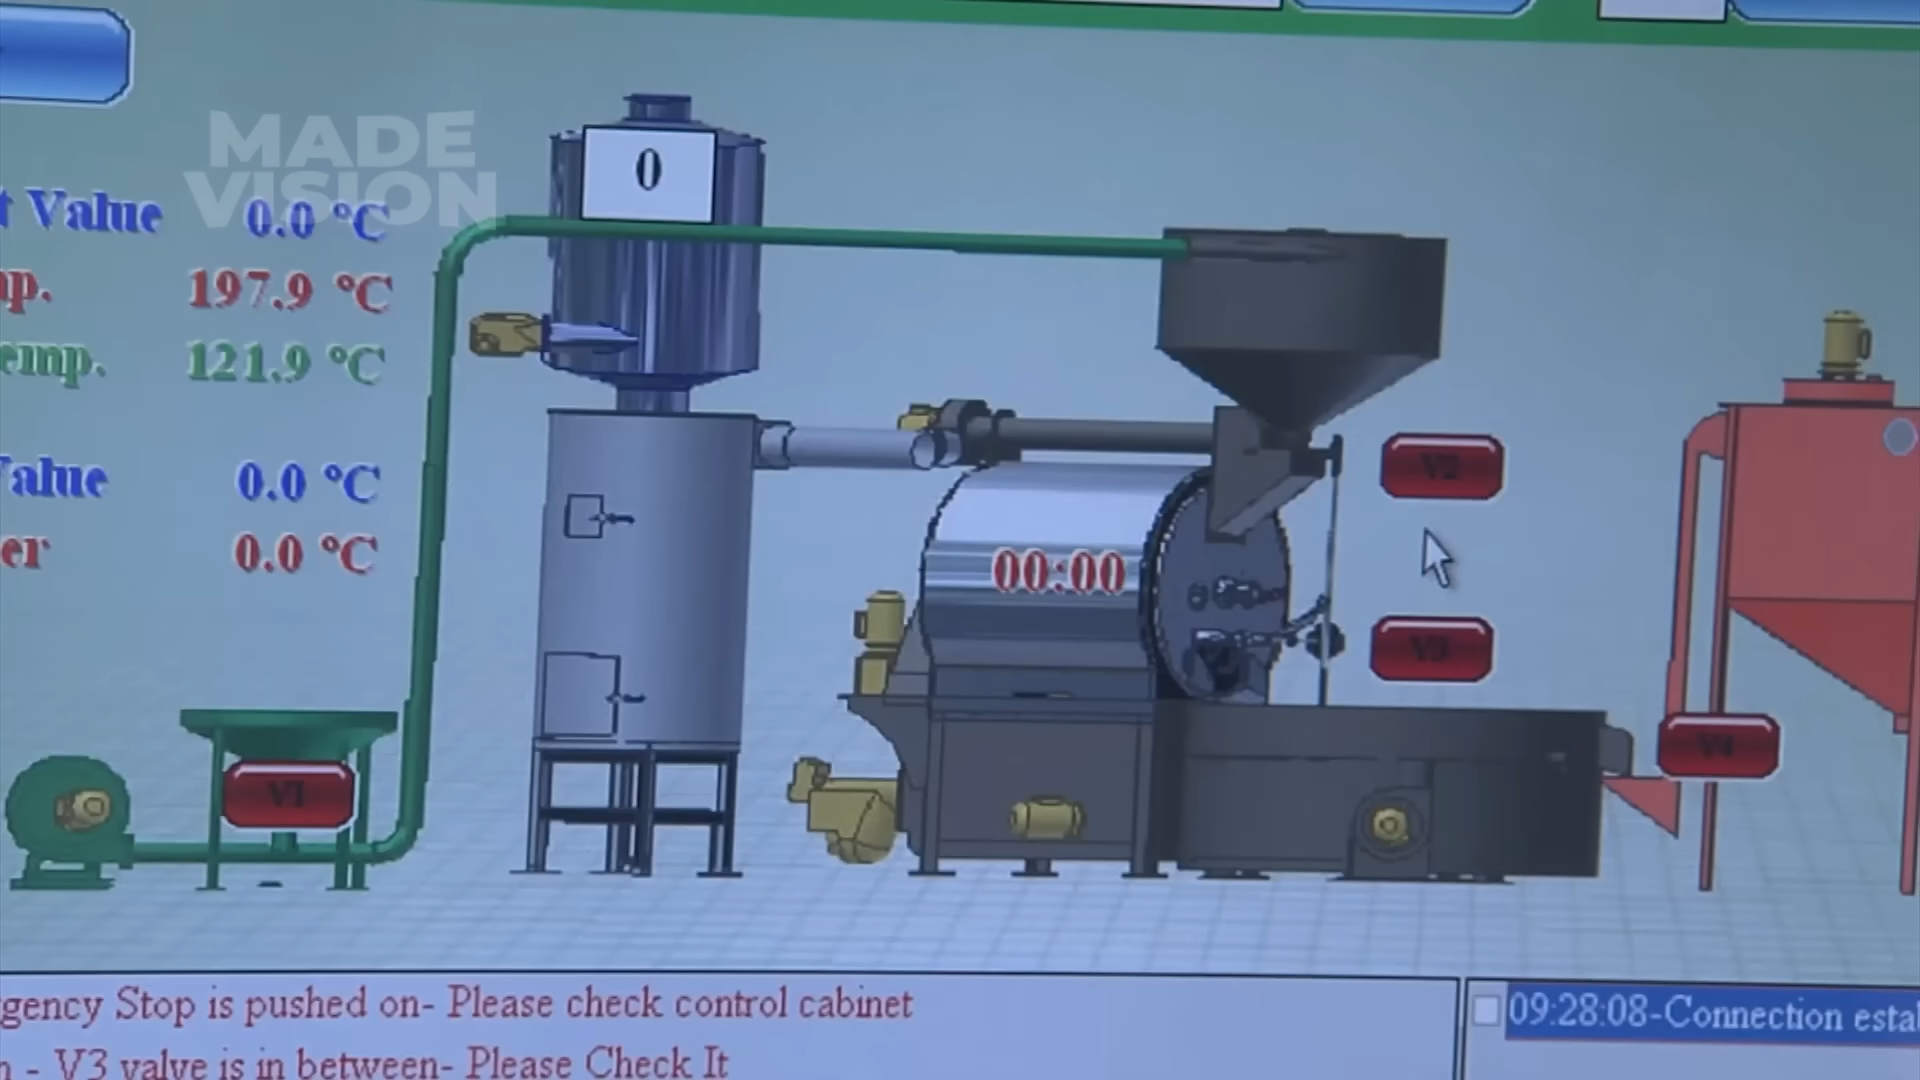 MADE
VISION
0
t Value 0.0 °C
np. 197.9 °C
emp. 121.9 °C
Value 0.0 °C
er 0.0 °C
00:00
V2
V3
V4
V1
gency Stop is pushed on- Please check control cabinet
n - V3 valve is in between- Please Check It
09:28:08-Connection esta